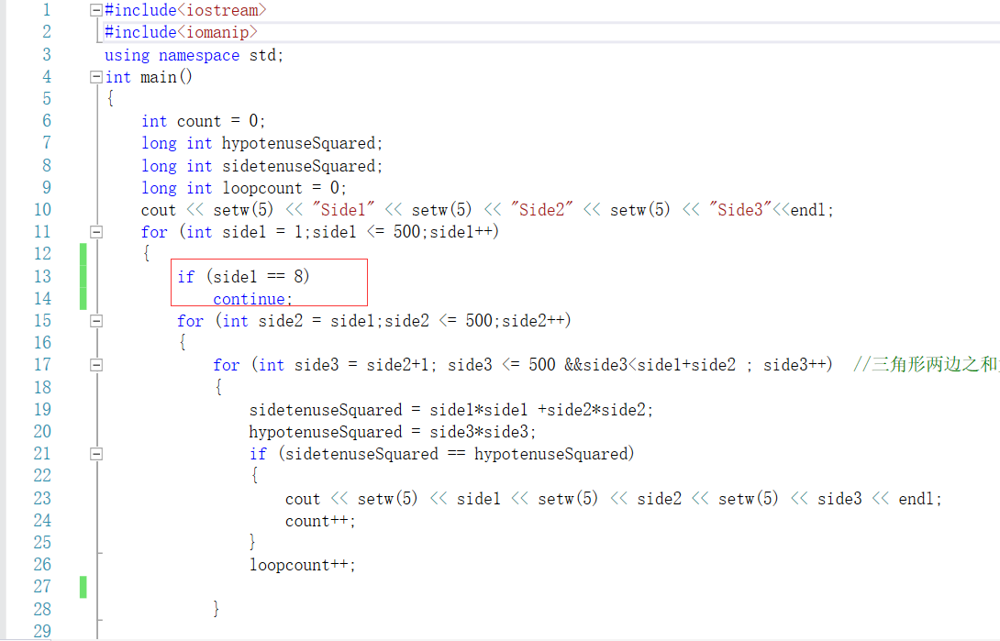 1 #include<iostream>
2 #include<iomanip>
3 using namespace std;
4 int main()
5 {
6 int count = 0;
7 long int hypotenuseSquared;
8 long int sidetenuseSquared;
9 long int loopcount = 0;
10 cout << setw(5) << "Side1" << setw(5) << "Side2" << setw(5) << "Side3"<<endl;
11 for (int side1 = 1;side1 <= 500;side1++)
12 {
13 if (side1 == 8)
14 continue;
15 for (int side2 = side1;side2 <= 500;side2++)
16 {
17 for (int side3 = side2+1; side3 <= 500 &&side3<side1+side2 ; side3++) //三角形两边之和
18 {
19 sidetenuseSquared = side1*side1 +side2*side2;
20 hypotenuseSquared = side3*side3;
21 if (sidetenuseSquared == hypotenuseSquared)
22 {
23 cout << setw(5) << side1 << setw(5) << side2 << setw(5) << side3 << endl;
24 count++;
25 }
26 loopcount++;
27
28 }
29